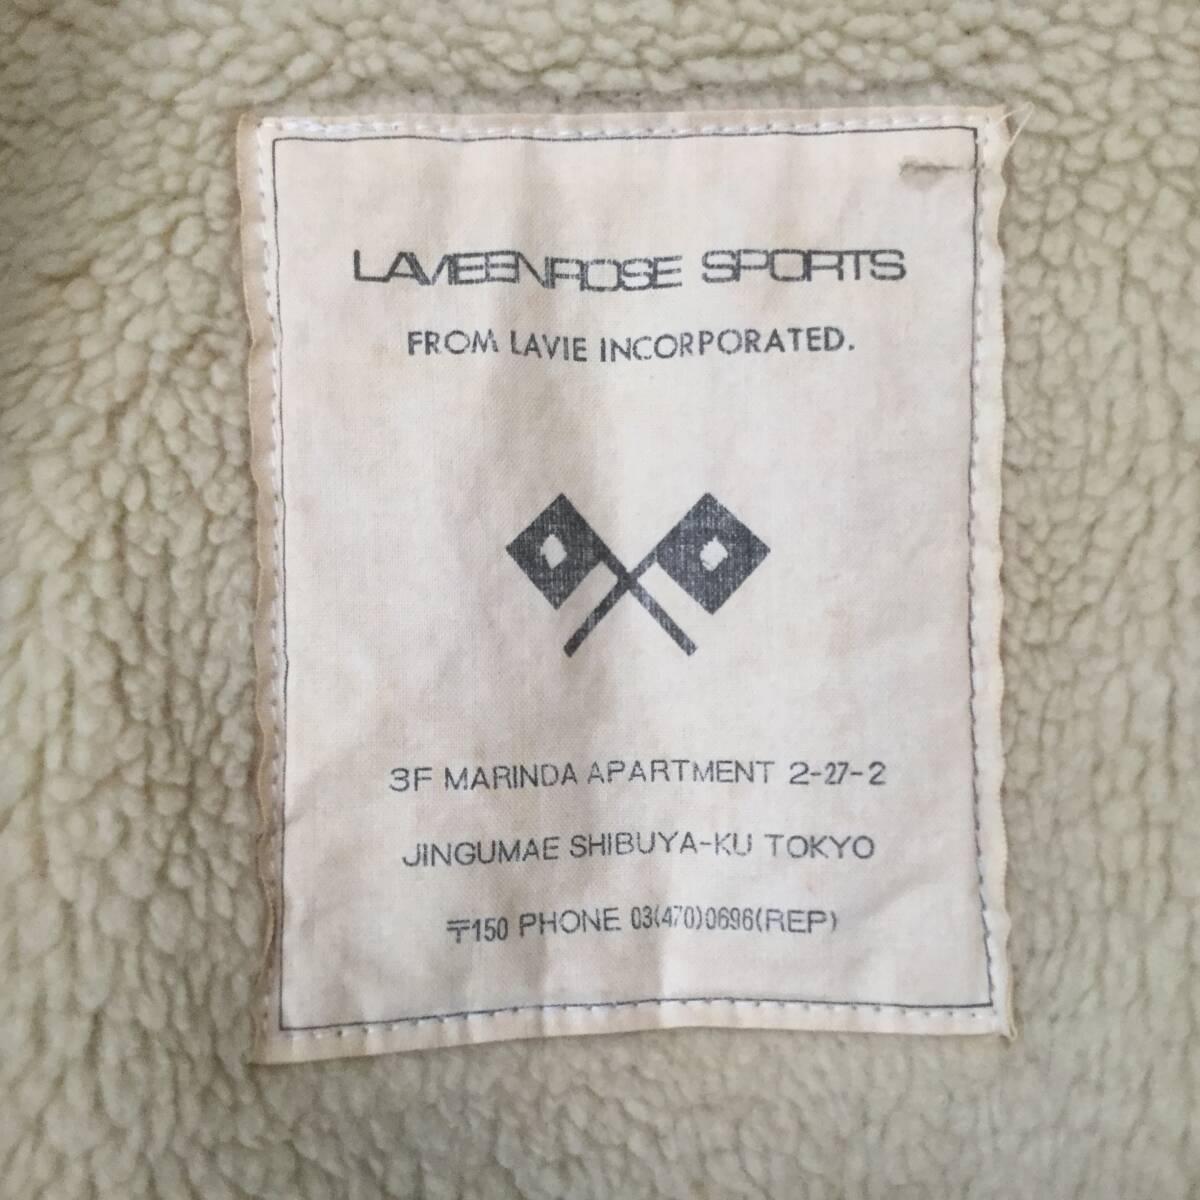 LAVIEENROSE SPORTS
FROM LAVIE INCORPORATED.
3F MARINDA APARTMENT 2-27-2
JINGUMAE SHIBUYA-KU TOKYO
〒150 PHONE 03(470)0696(REP)